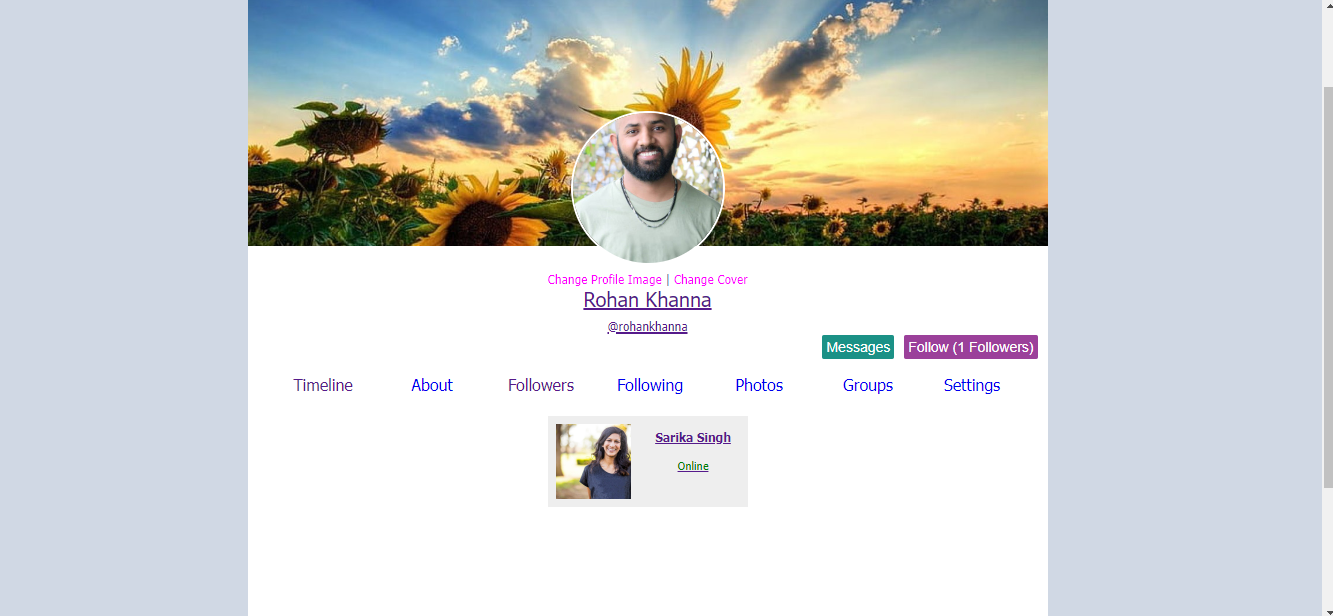 Change Profile Image | Change Cover
Rohan Khanna
@rohankhanna
Messages Follow (1 Followers)
Timeline About Followers Following Photos Groups Settings
Sarika Singh
Online